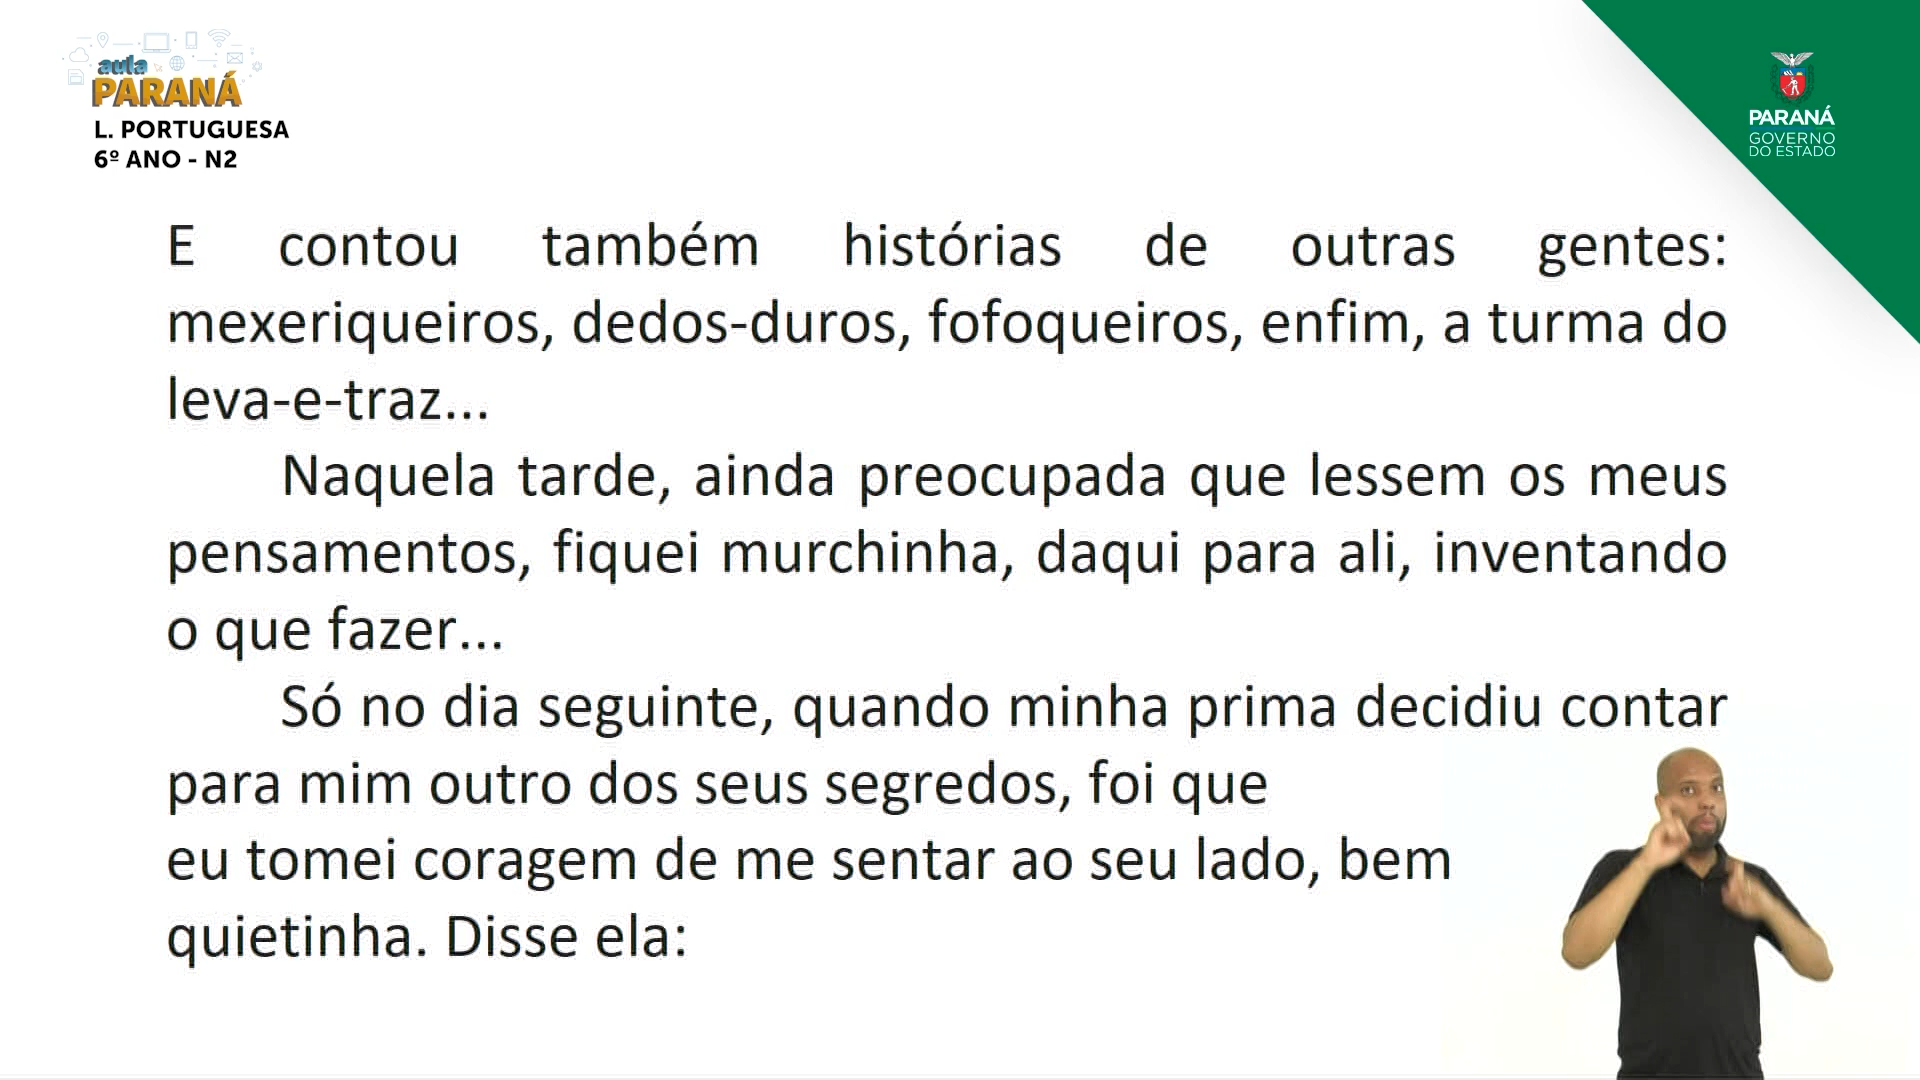 aula
PARANÁ
L. PORTUGUESA
6º ANO - N2
PARANÁ
GOVERNO
DO ESTADO
E contou também histórias de outras gentes:
mexeriqueiros, dedos-duros, fofoqueiros, enfim, a turma do
leva-e-traz...
Naquela tarde, ainda preocupada que lessem os meus
pensamentos, fiquei murchinha, daqui para ali, inventando
o que fazer...
Só no dia seguinte, quando minha prima decidiu contar
para mim outro dos seus segredos, foi que
eu tomei coragem de me sentar ao seu lado, bem
quietinha. Disse ela: